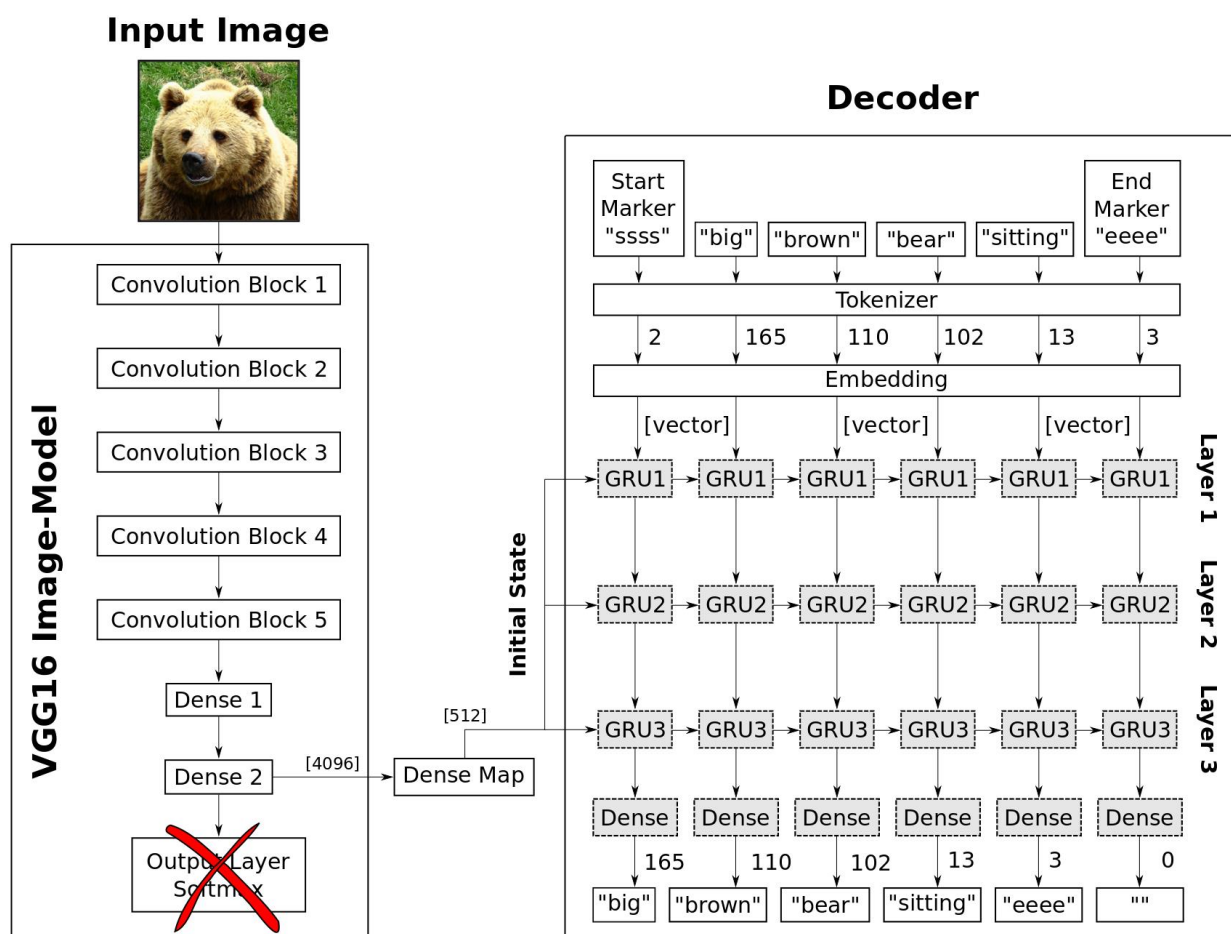 Input Image
Decoder
VGG16 Image-Model
Convolution Block 1
Convolution Block 2
Convolution Block 3
Convolution Block 4
Convolution Block 5
Dense 1
Dense 2
[4096]
Dense Map
[512]
Output Layer
Softmax
Initial State
Start
Marker
"ssss"
"big"
"brown"
"bear"
"sitting"
End
Marker
"eeee"
Tokenizer
2 165 110 102 13 3
Embedding
[vector] [vector] [vector]
GRU1 GRU1 GRU1 GRU1 GRU1 GRU1
Layer 1
GRU2 GRU2 GRU2 GRU2 GRU2 GRU2
Layer 2
GRU3 GRU3 GRU3 GRU3 GRU3 GRU3
Layer 3
Dense Dense Dense Dense Dense Dense
165 110 102 13 3 0
"big" "brown" "bear" "sitting" "eeee" ""